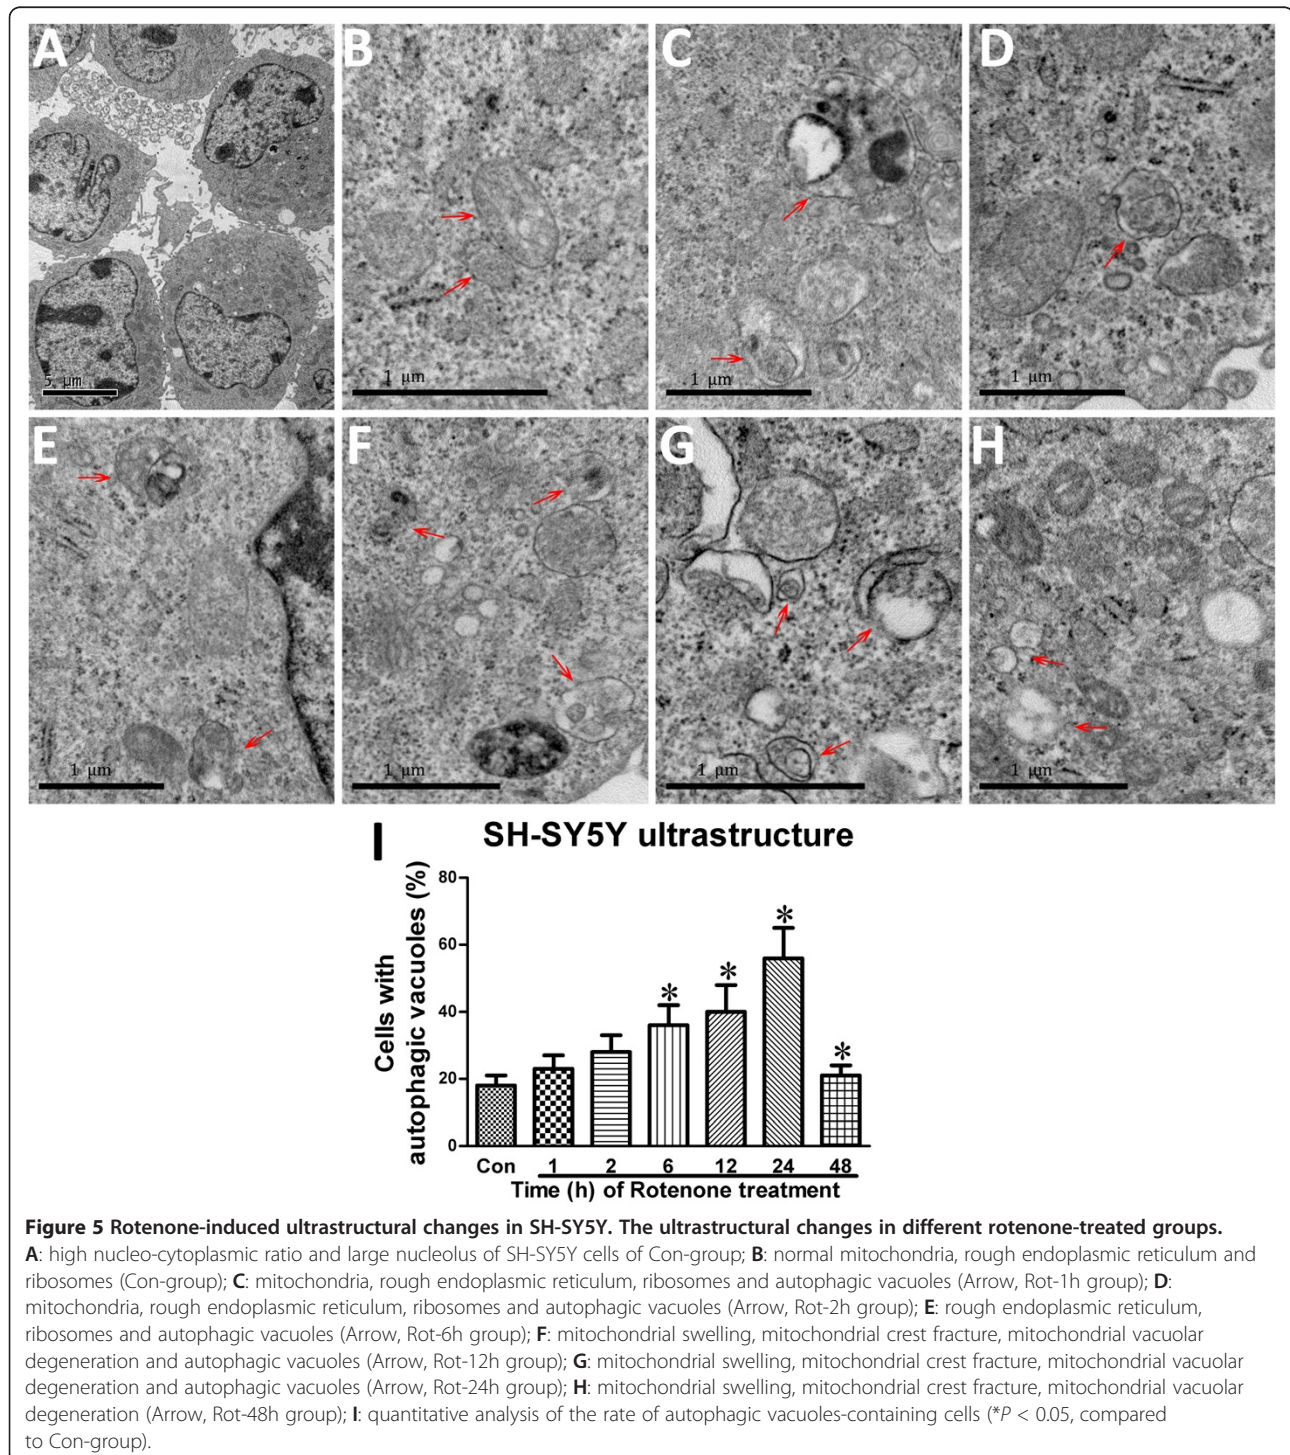 A
B
C
D
5 μm
1 μm
1 μm
1 μm
E
F
G
H
1 μm
1 μm
1 μm
1 μm
I
SH-SY5Y ultrastructure
Cells with
autophagic vacuoles (%)
80
60
40
20
0
*
*
*
*
Con 1 2 6 12 24 48
Time (h) of Rotenone treatment
Figure 5 Rotenone-induced ultrastructural changes in SH-SY5Y. The ultrastructural changes in different rotenone-treated groups.
A: high nucleo-cytoplasmic ratio and large nucleolus of SH-SY5Y cells of Con-group; B: normal mitochondria, rough endoplasmic reticulum and
ribosomes (Con-group); C: mitochondria, rough endoplasmic reticulum, ribosomes and autophagic vacuoles (Arrow, Rot-1h group); D:
mitochondria, rough endoplasmic reticulum, ribosomes and autophagic vacuoles (Arrow, Rot-2h group); E: rough endoplasmic reticulum,
ribosomes and autophagic vacuoles (Arrow, Rot-6h group); F: mitochondrial swelling, mitochondrial crest fracture, mitochondrial vacuolar
degeneration and autophagic vacuoles (Arrow, Rot-12h group); G: mitochondrial swelling, mitochondrial crest fracture, mitochondrial vacuolar
degeneration and autophagic vacuoles (Arrow, Rot-24h group); H: mitochondrial swelling, mitochondrial crest fracture, mitochondrial vacuolar
degeneration (Arrow, Rot-48h group); I: quantitative analysis of the rate of autophagic vacuoles-containing cells (*P < 0.05, compared
to Con-group).